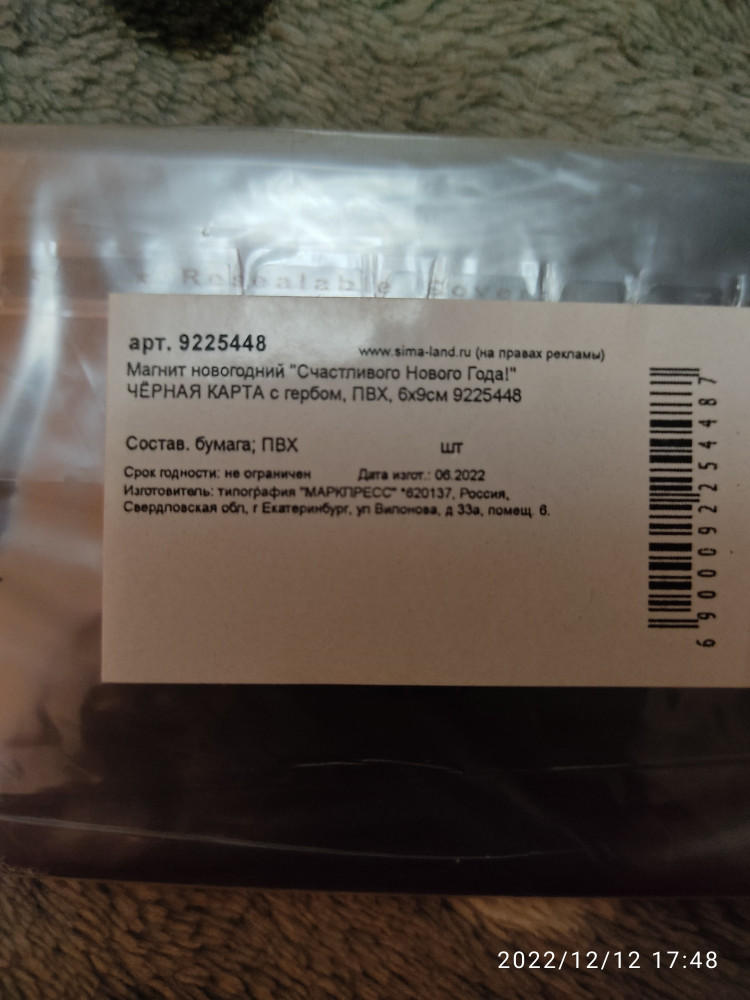 Resealable Cover
арт. 9225448
www.sima-land.ru (на правах рекламы)
Магнит новогодний "Счастливого Нового Года!"
ЧЁРНАЯ КАРТА с гербом, ПВХ, 6х9см 9225448
Состав. бумага; ПВХ шт
Срок годности: не ограничен Дата изгот.: 06.2022
Изготовитель: типография "МАРКПРЕСС" *620137, Россия,
Свердловская обл, г Екатеринбург, ул Вилонова, д 33а, помещ. 6.
6900092254487
2022/12/12 17:48